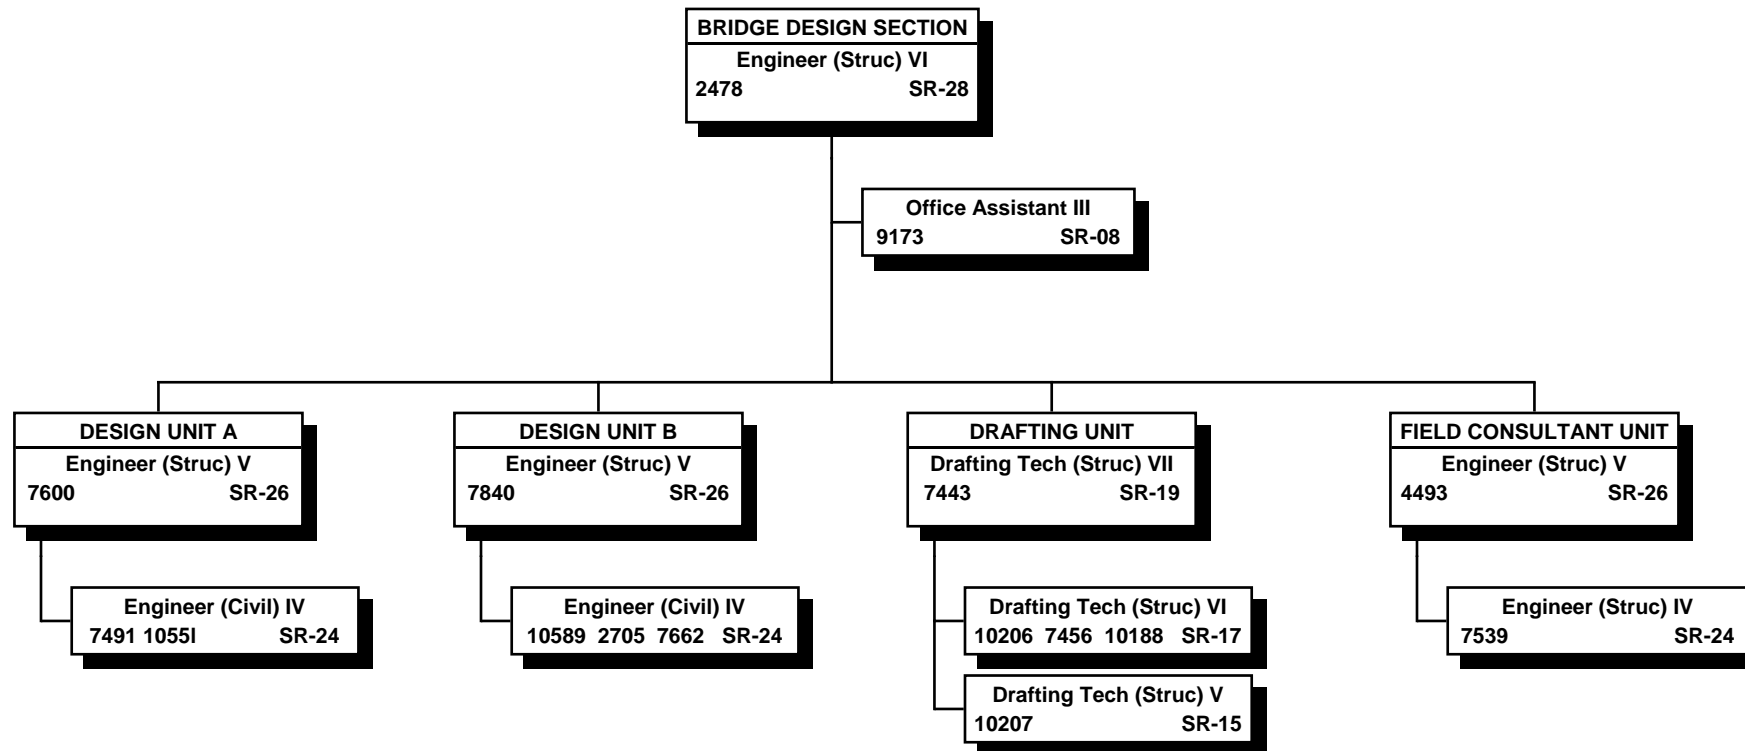 BRIDGE DESIGN SECTION
Engineer (Struc) VI
2478 SR-28
Office Assistant III
9173 SR-08
DESIGN UNIT A
Engineer (Struc) V
7600 SR-26
Engineer (Civil) IV
7491 1055I SR-24
DESIGN UNIT B
Engineer (Struc) V
7840 SR-26
Engineer (Civil) IV
10589 2705 7662 SR-24
DRAFTING UNIT
Drafting Tech (Struc) VII
7443 SR-19
Drafting Tech (Struc) VI
10206 7456 10188 SR-17
Drafting Tech (Struc) V
10207 SR-15
FIELD CONSULTANT UNIT
Engineer (Struc) V
4493 SR-26
Engineer (Struc) IV
7539 SR-24